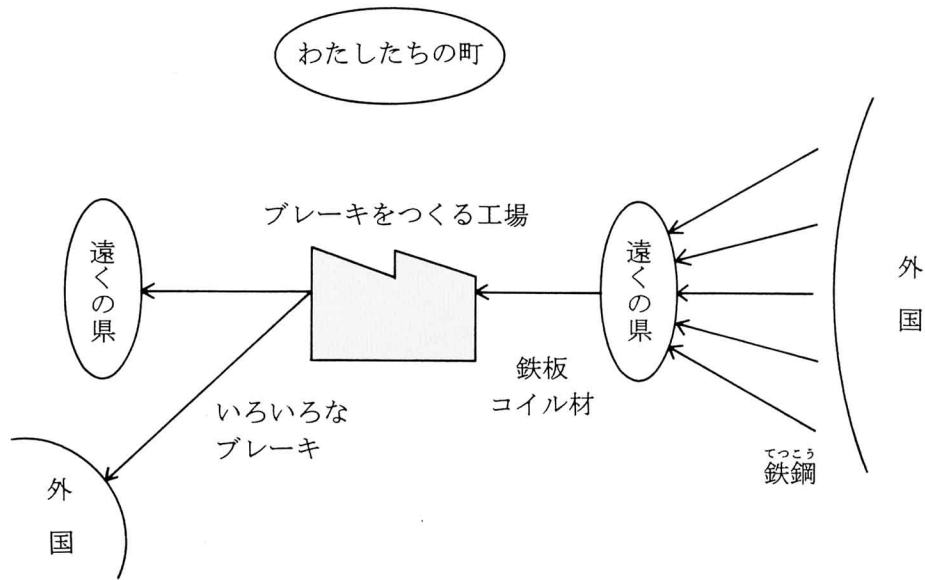 わたしたちの町
ブレーキをつくる工場
遠くの県
遠くの県
外国
鉄板
コイル材
いろいろな
ブレーキ
てつこう
鉄鋼
外国